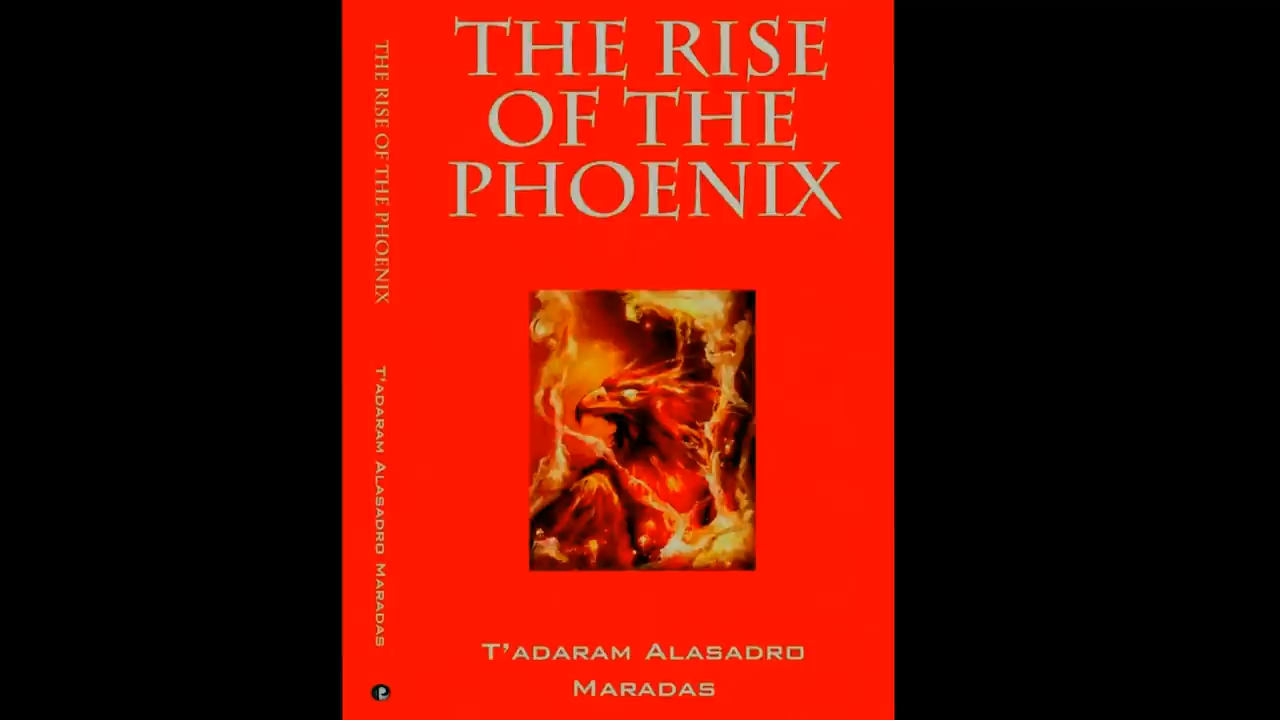 THE RISE OF THE PHOENIX
T'ADARAM ALASADRO MARADAS
THE RISE
OF THE
PHOENIX
T'ADARAM ALASADRO
MARADAS